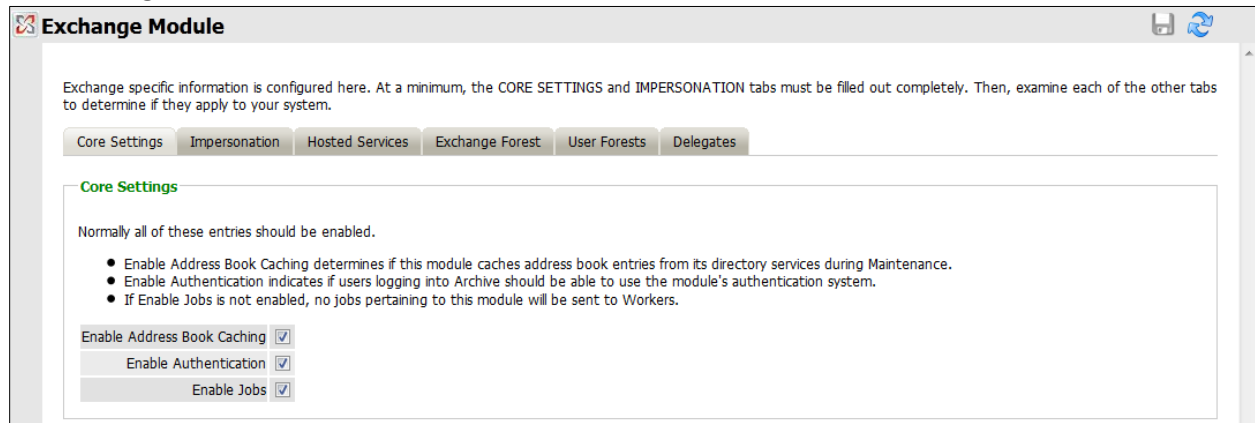 Exchange Module
Exchange specific information is configured here. At a minimum, the CORE SETTINGS and IMPERSONATION tabs must be filled out completely. Then, examine each of the other tabs
to determine if they apply to your system.
Core Settings Impersonation Hosted Services Exchange Forest User Forests Delegates
Core Settings
Normally all of these entries should be enabled.
● Enable Address Book Caching determines if this module caches address book entries from its directory services during Maintenance.
● Enable Authentication indicates if users logging into Archive should be able to use the module's authentication system.
● If Enable Jobs is not enabled, no jobs pertaining to this module will be sent to Workers.
Enable Address Book Caching
Enable Authentication
Enable Jobs